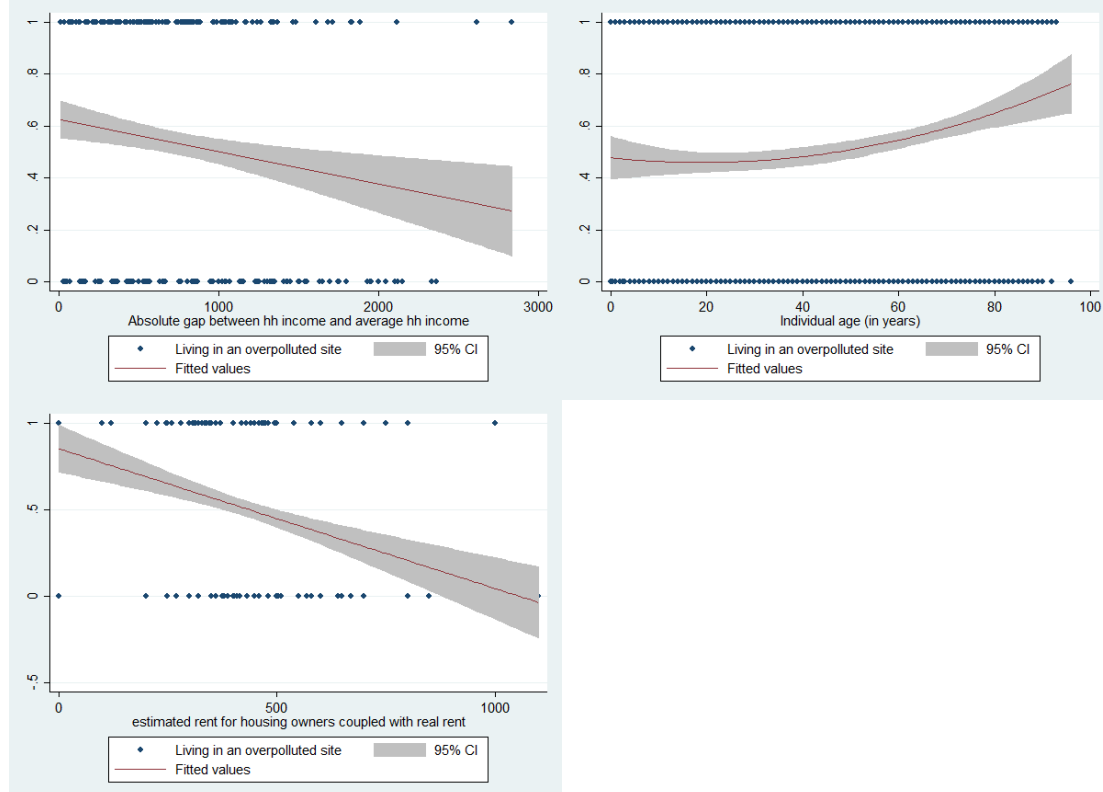 1
.8
.6
.4
.2
0
0 1000 2000 3000
Absolute gap between hh income and average hh income
Living in an overpolluted site 95% CI
Fitted values
1
.8
.6
.4
.2
0
0 20 40 60 80 100
Individual age (in years)
Living in an overpolluted site 95% CI
Fitted values
1
.5
0
-.5
0 500 1000
estimated rent for housing owners coupled with real rent
Living in an overpolluted site 95% CI
Fitted values